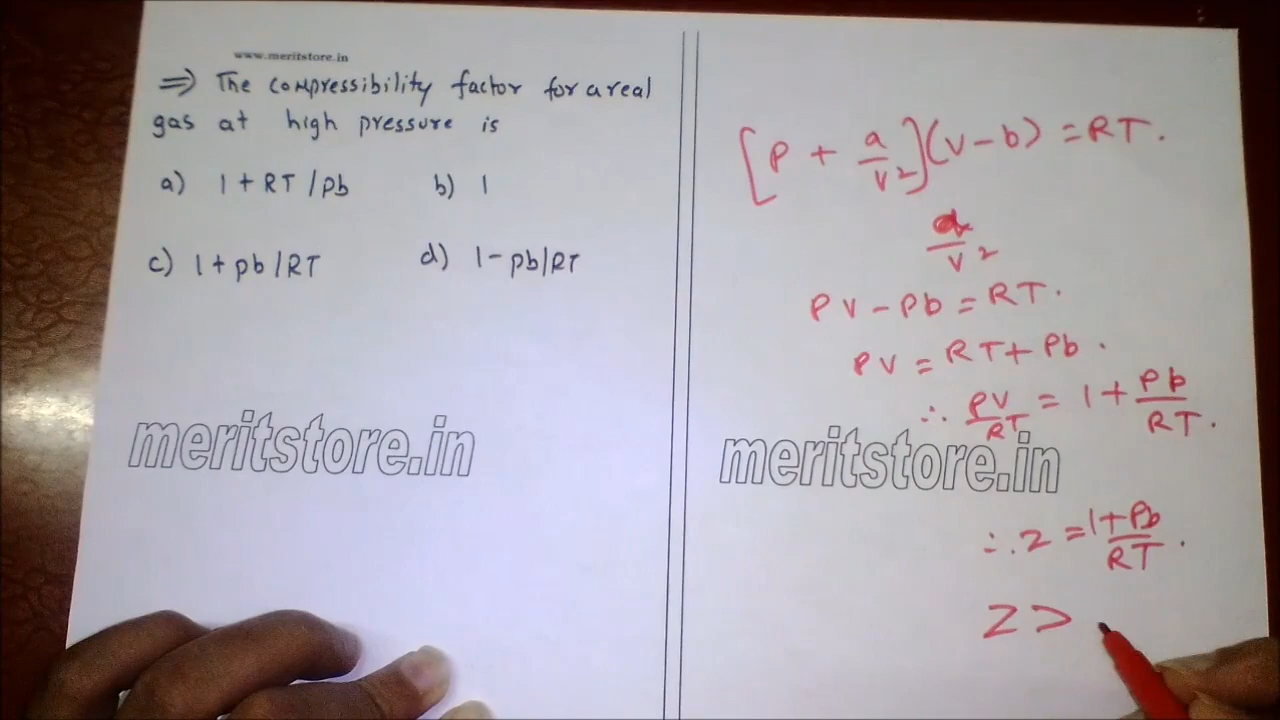 www.meritstore.in
⇒ The compressibility factor for a real
gas at high pressure is
a) 1 + RT / pb b) 1
c) 1 + pb / RT d) 1 - pb/RT
meritstore.in
[P + a/V²](V - b) = RT.
a/V²
PV - Pb = RT.
PV = RT + Pb.
∴ PV/RT = 1 + Pb/RT.
meritstore.in
∴ Z = 1+Pb/RT.
Z >